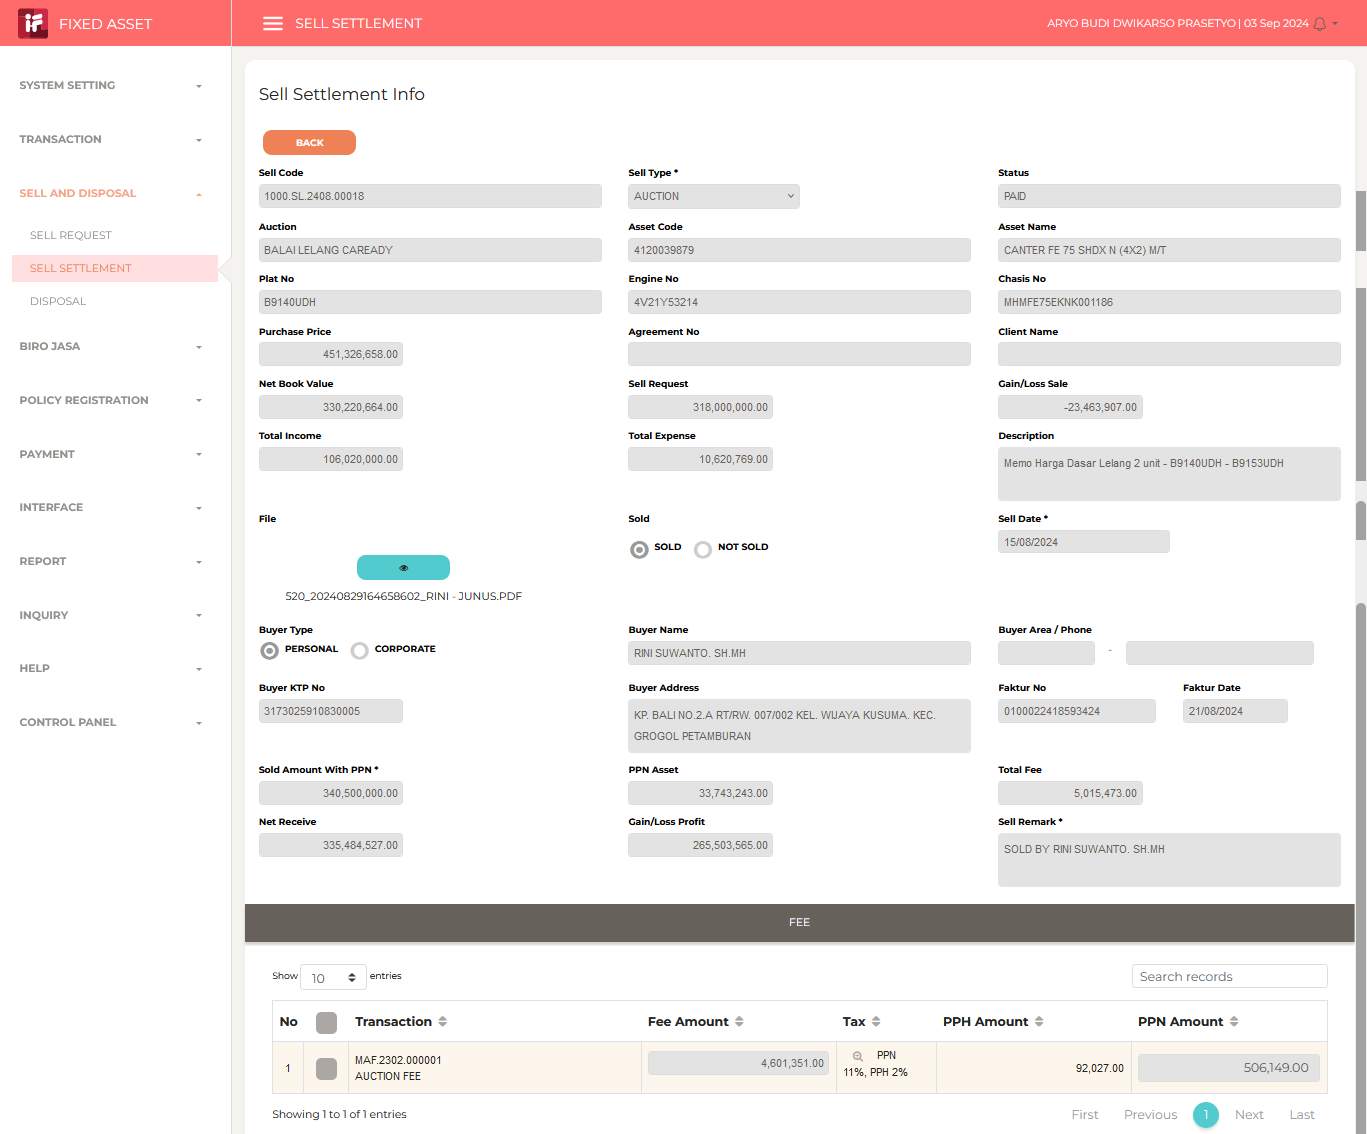 iF FIXED ASSET
SELL SETTLEMENT
ARYO BUDI DWIKARSO PRASETYO | 03 Sep 2024
SYSTEM SETTING
TRANSACTION
SELL AND DISPOSAL
SELL REQUEST
SELL SETTLEMENT
DISPOSAL
BIRO JASA
POLICY REGISTRATION
PAYMENT
INTERFACE
REPORT
INQUIRY
HELP
CONTROL PANEL
Sell Settlement Info
BACK
Sell Code
1000.SL.2408.00018
Sell Type *
AUCTION
Status
PAID
Auction
BALAI LELANG CAREADY
Asset Code
4120039879
Asset Name
CANTER FE 75 SHDX N (4X2) M/T
Plat No
B9140UDH
Engine No
4V21Y53214
Chasis No
MHMFE75EKNK001186
Purchase Price
451,326,658.00
Agreement No
Client Name
Net Book Value
330,220,664.00
Sell Request
318,000,000.00
Gain/Loss Sale
-23,463,907.00
Total Income
106,020,000.00
Total Expense
10,620,769.00
Description
Memo Harga Dasar Lelang 2 unit - B9140UDH - B9153UDH
File
520_20240829164658602_RINI - JUNUS.PDF
Sold
SOLD NOT SOLD
Sell Date *
15/08/2024
Buyer Type
PERSONAL CORPORATE
Buyer Name
RINI SUWANTO. SH.MH
Buyer Area / Phone
-
Buyer KTP No
3173025910830005
Buyer Address
KP. BALI NO.2.A RT/RW. 007/002 KEL. WIJAYA KUSUMA. KEC.
GROGOL PETAMBURAN
Faktur No
0100022418593424
Faktur Date
21/08/2024
Sold Amount With PPN *
340,500,000.00
PPN Asset
33,743,243.00
Total Fee
5,015,473.00
Net Receive
335,484,527.00
Gain/Loss Profit
265,503,565.00
Sell Remark *
SOLD BY RINI SUWANTO. SH.MH
FEE
Show 10 entries
Search records
No Transaction Fee Amount Tax PPH Amount PPN Amount
1 MAF.2302.000001
AUCTION FEE
4,601,351.00
PPN
11%, PPH 2%
92,027.00
506,149.00
Showing 1 to 1 of 1 entries
First Previous 1 Next Last